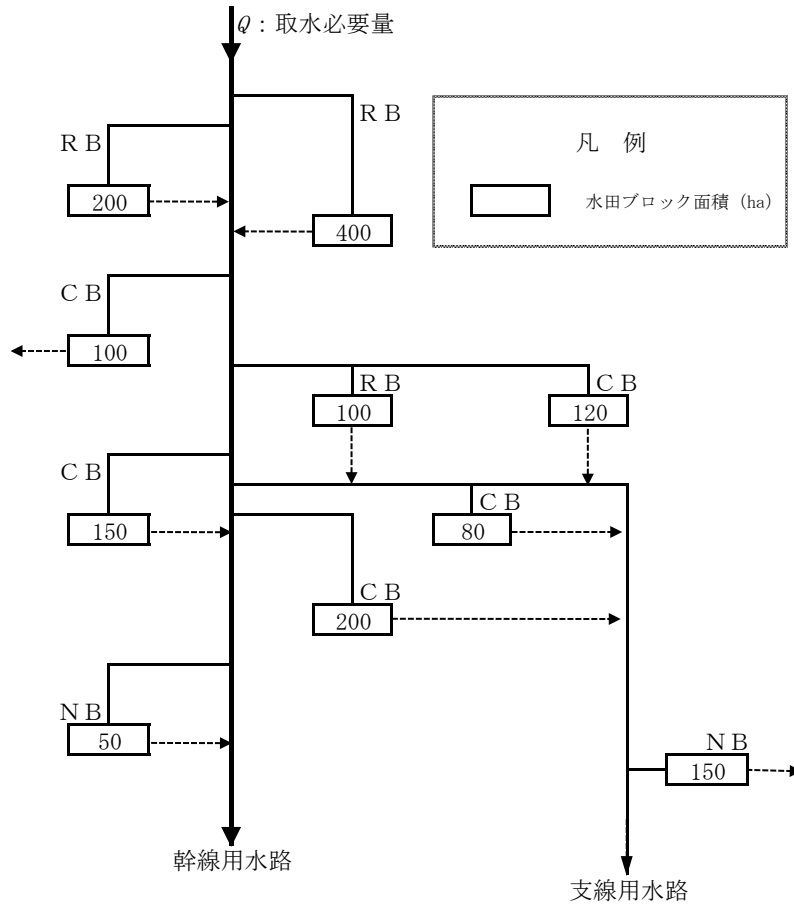 Q：取水必要量
ＲＢ
ＲＢ
凡　例
200
水田ブロック面積（ha）
400
ＣＢ
100
ＲＢ
ＣＢ
100
120
ＣＢ
ＣＢ
150
80
ＣＢ
200
ＮＢ
50
ＮＢ
150
幹線用水路
支線用水路